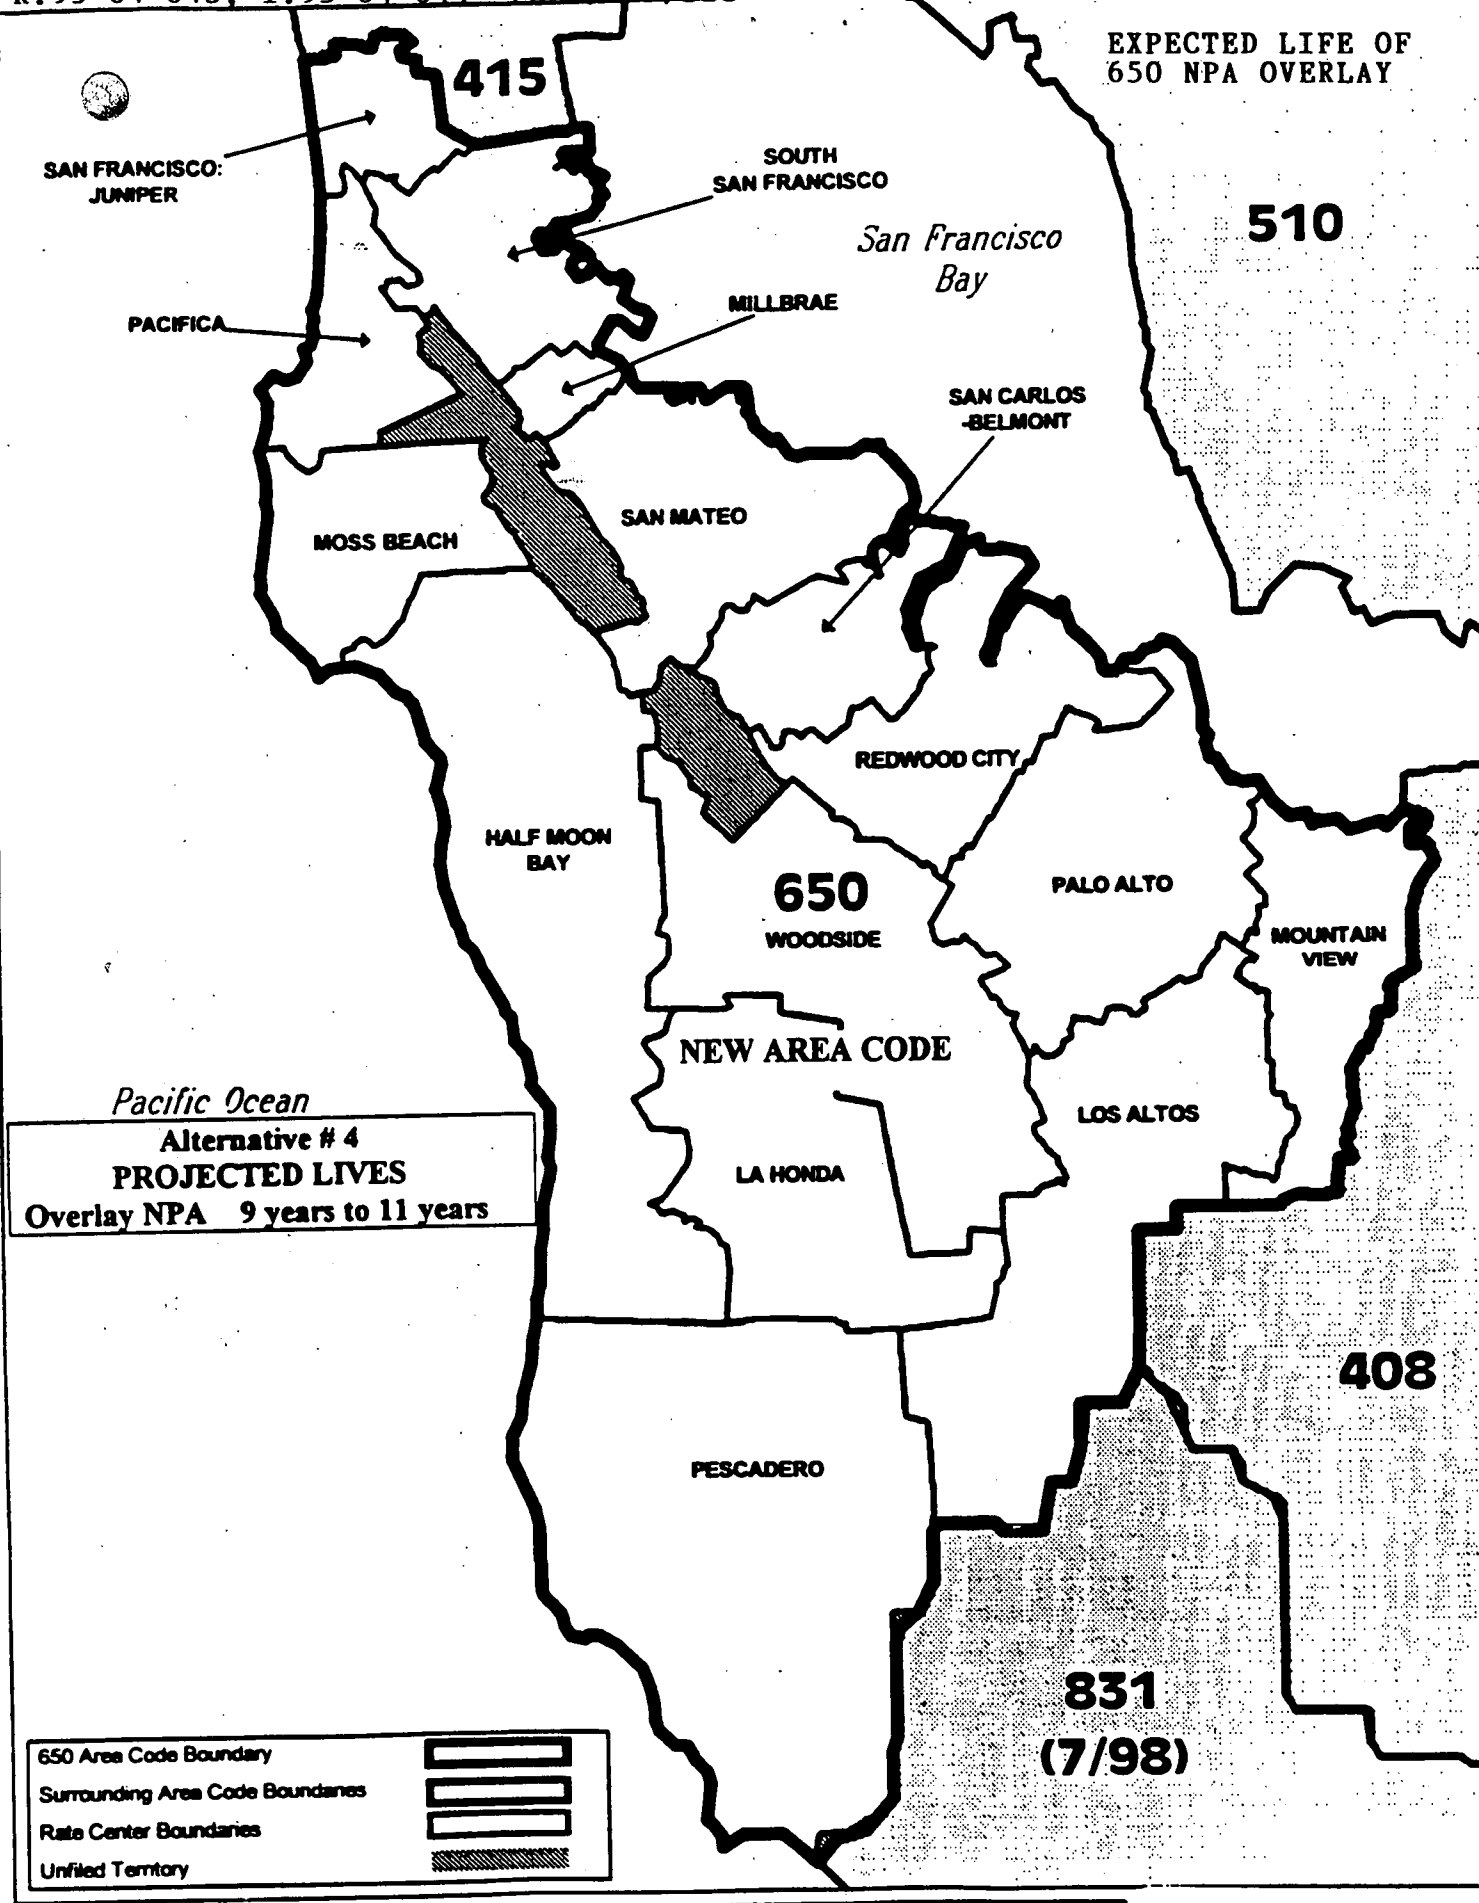 EXPECTED LIFE OF
650 NPA OVERLAY
415
SAN FRANCISCO:
JUNIPER
SOUTH
SAN FRANCISCO
510
San Francisco
Bay
MILLBRAE
PACIFICA
SAN CARLOS
-BELMONT
SAN MATEO
MOSS BEACH
REDWOOD CITY
HALF MOON
BAY
650
WOODSIDE
PALO ALTO
MOUNTAIN
VIEW
NEW AREA CODE
Pacific Ocean
LOS ALTOS
Alternative # 4
PROJECTED LIVES
Overlay NPA 9 years to 11 years
LA HONDA
408
PESCADERO
831
(7/98)
650 Area Code Boundary
Surrounding Area Code Boundaries
Rate Center Boundaries
Unfiled Territory